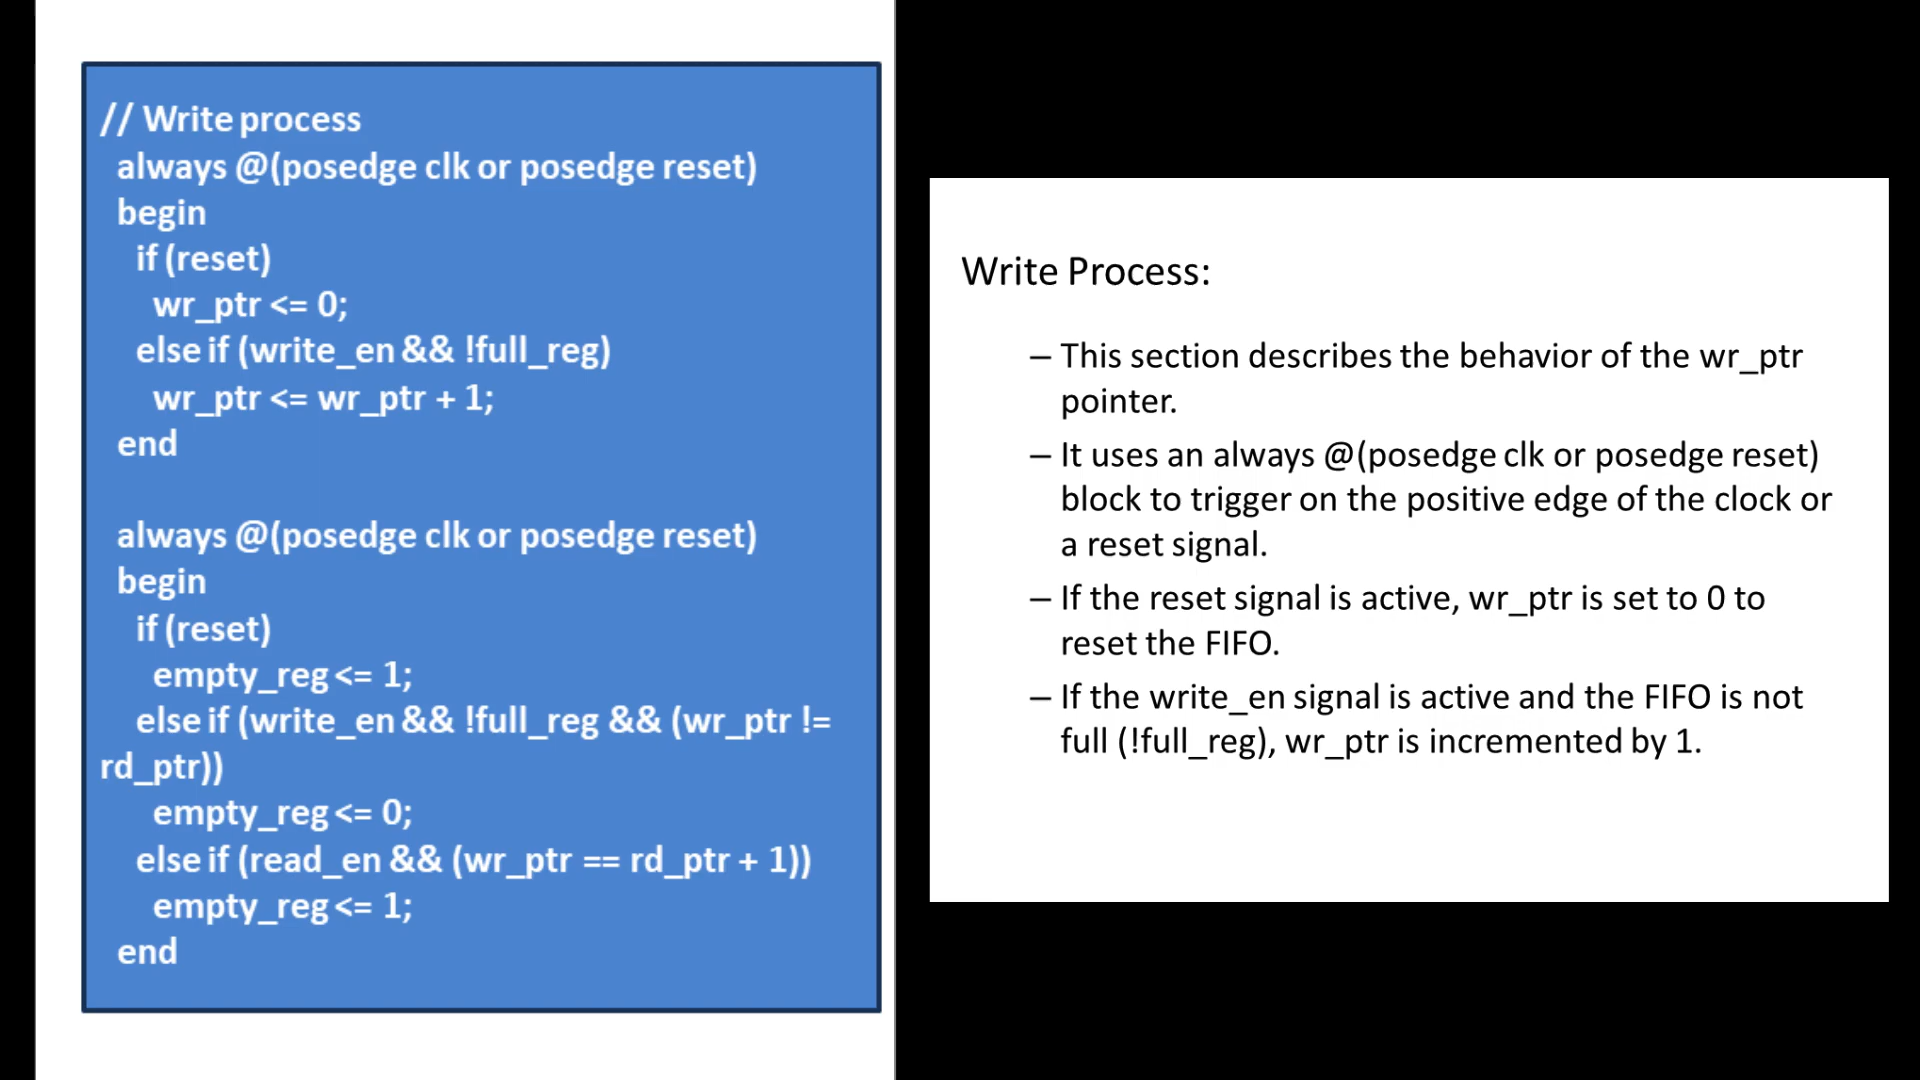 // Write process
always @(posedge clk or posedge reset)
begin
if (reset)
wr_ptr <= 0;
else if (write_en && !full_reg)
wr_ptr <= wr_ptr + 1;
end
always @(posedge clk or posedge reset)
begin
if (reset)
empty_reg <= 1;
else if (write_en && !full_reg && (wr_ptr !=
rd_ptr))
empty_reg <= 0;
else if (read_en && (wr_ptr == rd_ptr + 1))
empty_reg <= 1;
end
Write Process:
– This section describes the behavior of the wr_ptr
pointer.
– It uses an always @(posedge clk or posedge reset)
block to trigger on the positive edge of the clock or
a reset signal.
– If the reset signal is active, wr_ptr is set to 0 to
reset the FIFO.
– If the write_en signal is active and the FIFO is not
full (!full_reg), wr_ptr is incremented by 1.